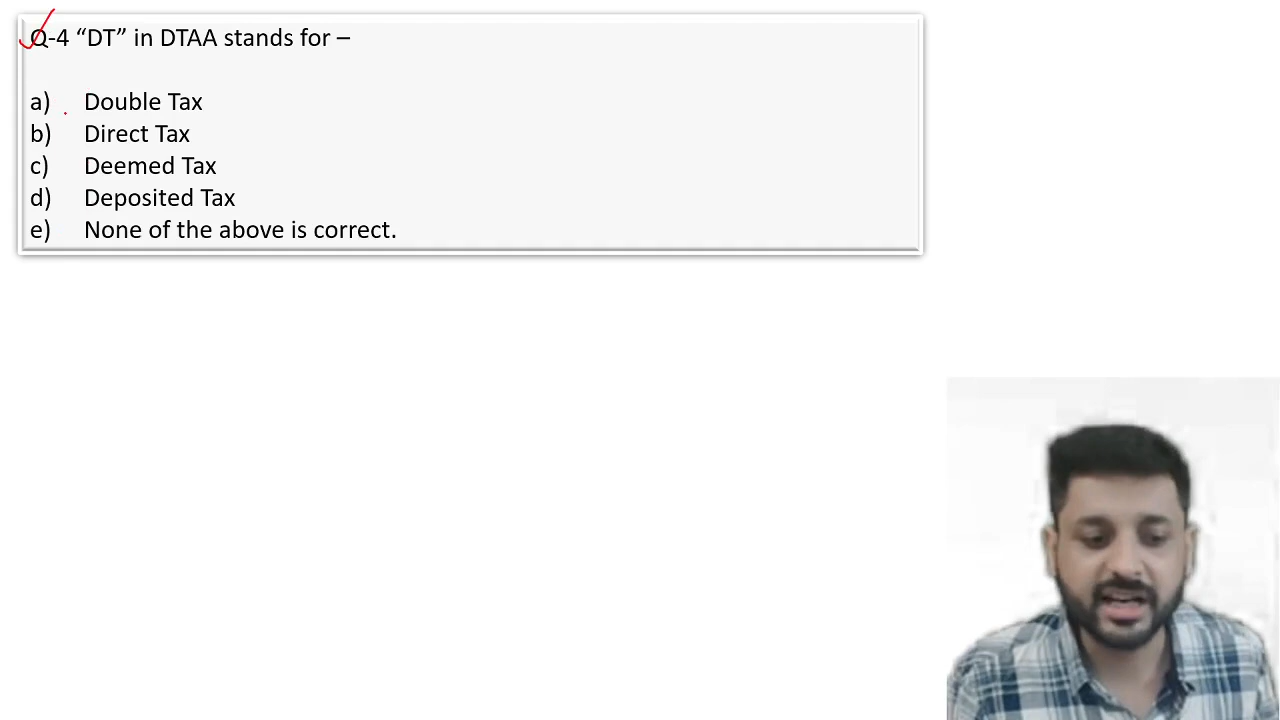 Q-4 “DT” in DTAA stands for –
a) Double Tax
b) Direct Tax
c) Deemed Tax
d) Deposited Tax
e) None of the above is correct.